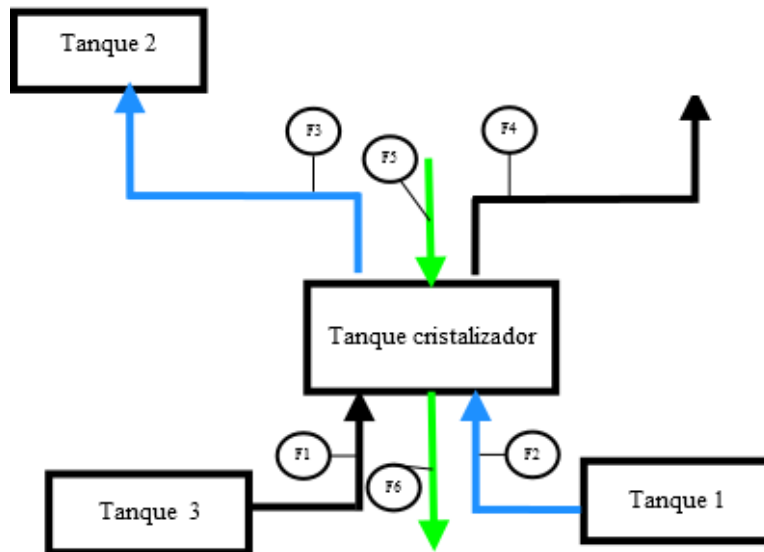 Tanque 2
F3
F4
F5
Tanque cristalizador
F1
F2
F6
Tanque 3
Tanque 1